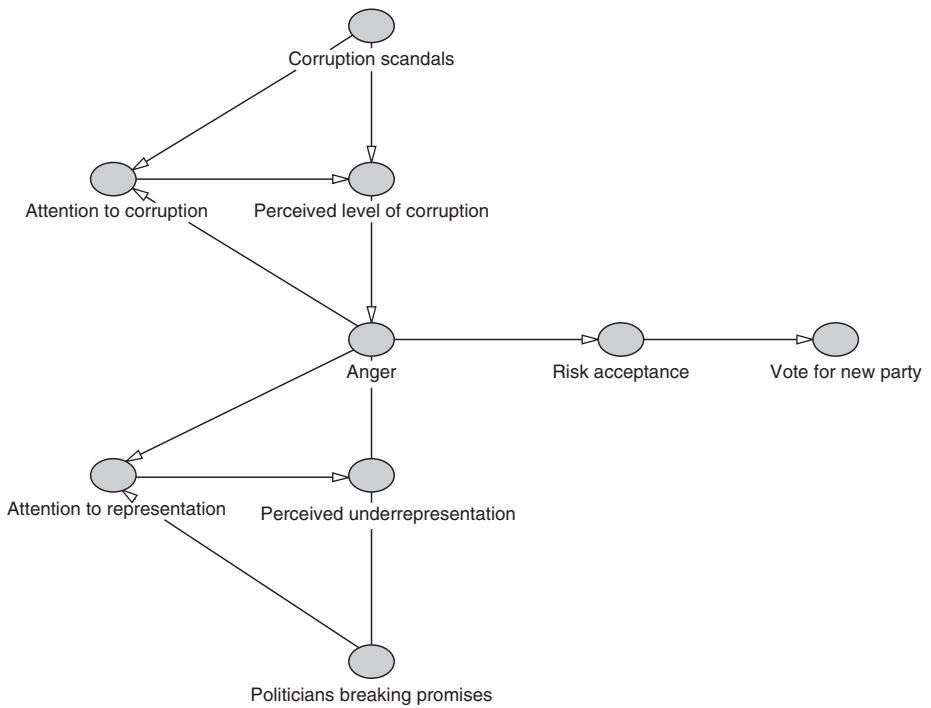 Corruption scandals
Attention to corruption
Perceived level of corruption
Anger
Risk acceptance
Vote for new party
Attention to representation
Perceived underrepresentation
Politicians breaking promises